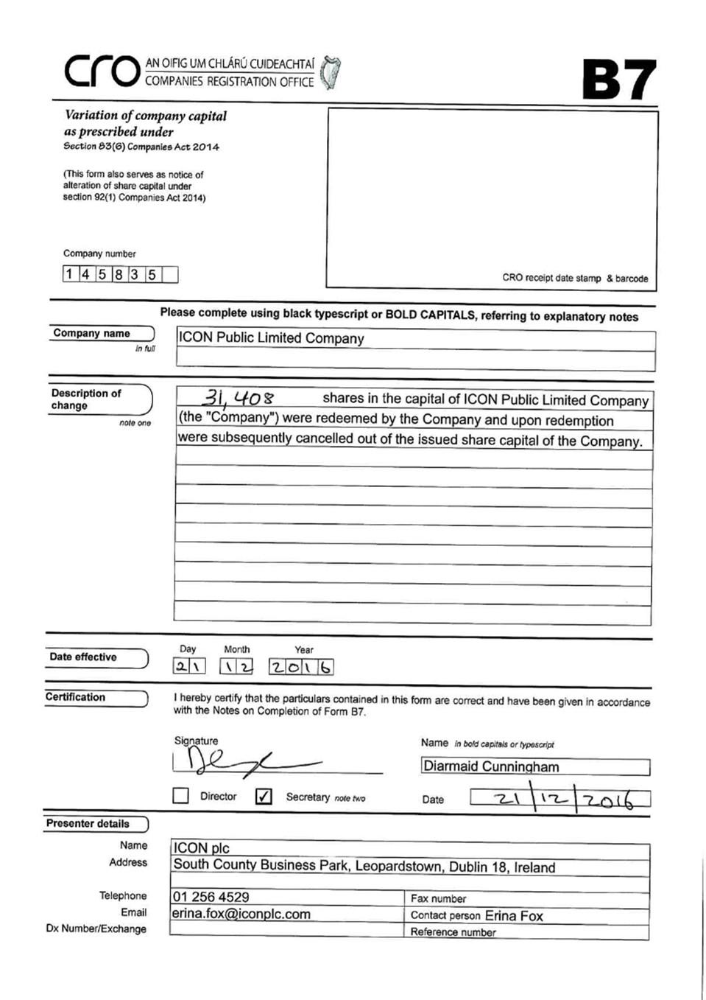 cro AN OIFIG UM CHLÁRÚ CUIDEACHTAÍ
COMPANIES REGISTRATION OFFICE
B7
Variation of company capital
as prescribed under
Section 83(6) Companies Act 2014
(This form also serves as notice of
alteration of share capital under
section 92(1) Companies Act 2014)
Company number
1 4 5 8 3 5
CRO receipt date stamp & barcode
Please complete using black typescript or BOLD CAPITALS, referring to explanatory notes
Company name
in full
ICON Public Limited Company
Description of
change
note one
31,408 shares in the capital of ICON Public Limited Company
(the "Company") were redeemed by the Company and upon redemption
were subsequently cancelled out of the issued share capital of the Company.
Date effective
Day Month Year
21 12 2016
Certification
I hereby certify that the particulars contained in this form are correct and have been given in accordance
with the Notes on Completion of Form B7.
Signature
Name in bold capitals or typescript
Diarmaid Cunningham
Director ✓ Secretary note two
Date 21/12/2016
Presenter details
Name ICON plc
Address South County Business Park, Leopardstown, Dublin 18, Ireland
Telephone 01 256 4529 Fax number
Email erina.fox@iconplc.com Contact person Erina Fox
Dx Number/Exchange Reference number